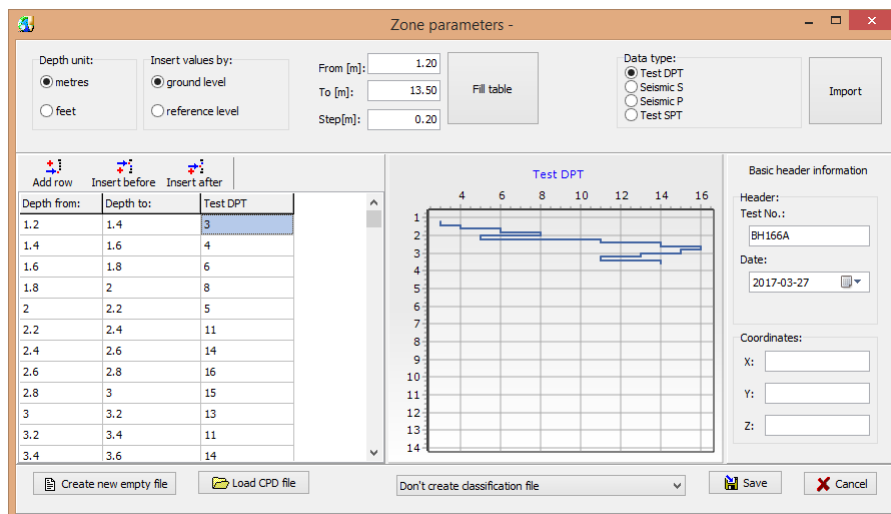 Zone parameters -
Depth unit:
metres
feet
Insert values by:
ground level
reference level
From [m]: 1.20
To [m]: 13.50
Step[m]: 0.20
Fill table
Data type:
Test DPT
Seismic S
Seismic P
Test SPT
Import
Add row Insert before Insert after
Depth from: Depth to: Test DPT
1.2 1.4 3
1.4 1.6 4
1.6 1.8 6
1.8 2 8
2 2.2 5
2.2 2.4 11
2.4 2.6 14
2.6 2.8 16
2.8 3 15
3 3.2 13
3.2 3.4 11
3.4 3.6 14
Test DPT
4 6 8 10 12 14 16
1
2
3
4
5
6
7
8
9
10
11
12
13
14
Basic header information
Header:
Test No.:
BH166A
Date:
2017-03-27
Coordinates:
X:
Y:
Z:
Create new empty file Load CPD file Don't create classification file Save Cancel